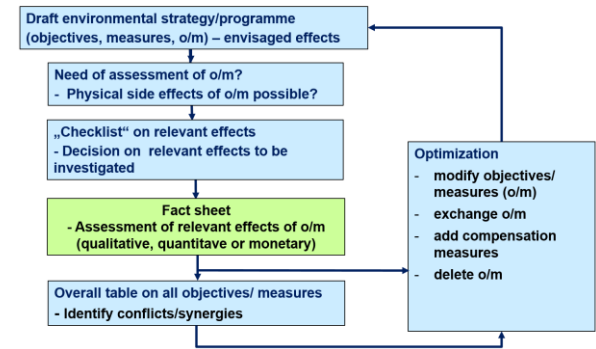 Draft environmental strategy/programme
(objectives, measures, o/m) – envisaged effects
Need of assessment of o/m?
- Physical side effects of o/m possible?
„Checklist“ on relevant effects
- Decision on relevant effects to be
investigated
Fact sheet
- Assessment of relevant effects of o/m
(qualitative, quantitave or monetary)
Overall table on all objectives/ measures
- Identify conflicts/synergies
Optimization
- modify objectives/
measures (o/m)
- exchange o/m
- add compensation
measures
- delete o/m